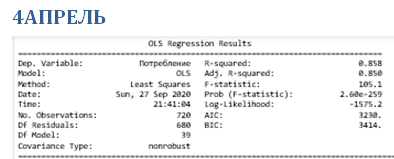 4АПРЕЛЬ
OLS Regression Results
Dep. Variable: Потребление R-squared: 0.858
Model: OLS Adj. R-squared: 0.850
Method: Least Squares F-statistic: 105.1
Date: Sun, 27 Sep 2020 Prob (F-statistic): 2.60e-259
Time: 21:41:04 Log-Likelihood: -1575.2
No. Observations: 720 AIC: 3230.
Df Residuals: 680 BIC: 3414.
Df Model: 39
Covariance Type: nonrobust